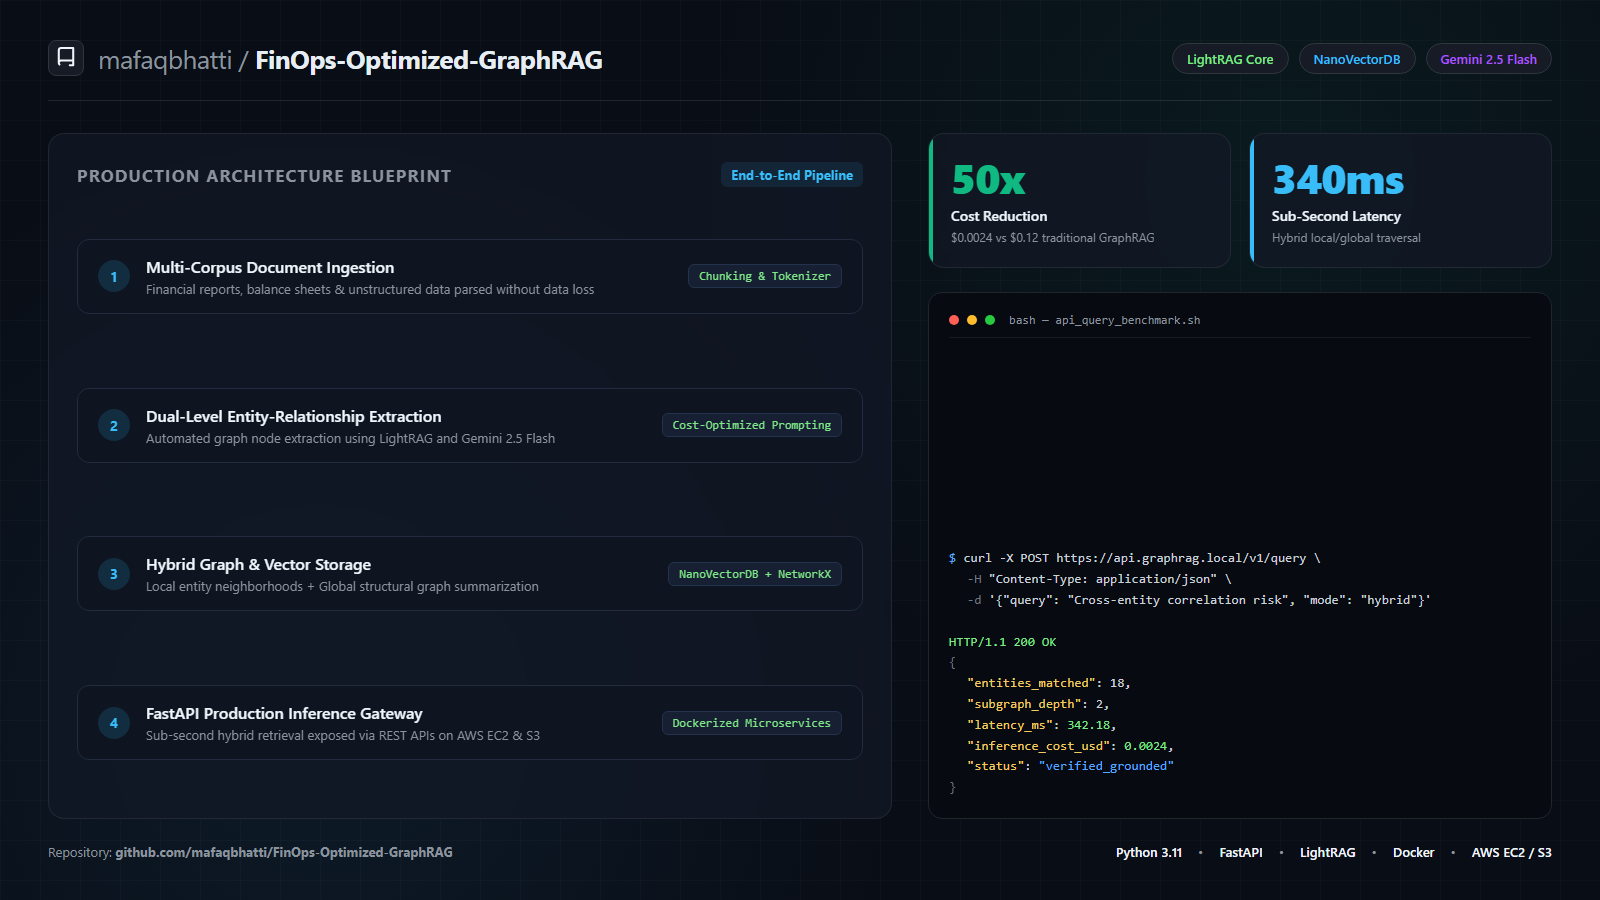 mafaqbhatti / FinOps-Optimized-GraphRAG
LightRAG Core
NanoVectorDB
Gemini 2.5 Flash
PRODUCTION ARCHITECTURE BLUEPRINT
End-to-End Pipeline
1
Multi-Corpus Document Ingestion
Financial reports, balance sheets & unstructured data parsed without data loss
Chunking & Tokenizer
2
Dual-Level Entity-Relationship Extraction
Automated graph node extraction using LightRAG and Gemini 2.5 Flash
Cost-Optimized Prompting
3
Hybrid Graph & Vector Storage
Local entity neighborhoods + Global structural graph summarization
NanoVectorDB + NetworkX
4
FastAPI Production Inference Gateway
Sub-second hybrid retrieval exposed via REST APIs on AWS EC2 & S3
Dockerized Microservices
50x
Cost Reduction
$0.0024 vs $0.12 traditional GraphRAG
340ms
Sub-Second Latency
Hybrid local/global traversal
bash — api_query_benchmark.sh
$ curl -X POST https://api.graphrag.local/v1/query \
-H "Content-Type: application/json" \
-d '{"query": "Cross-entity correlation risk", "mode": "hybrid"}'
HTTP/1.1 200 OK
{
"entities_matched": 18,
"subgraph_depth": 2,
"latency_ms": 342.18,
"inference_cost_usd": 0.0024,
"status": "verified_grounded"
}
Repository: github.com/mafaqbhatti/FinOps-Optimized-GraphRAG
Python 3.11 • FastAPI • LightRAG • Docker • AWS EC2 / S3